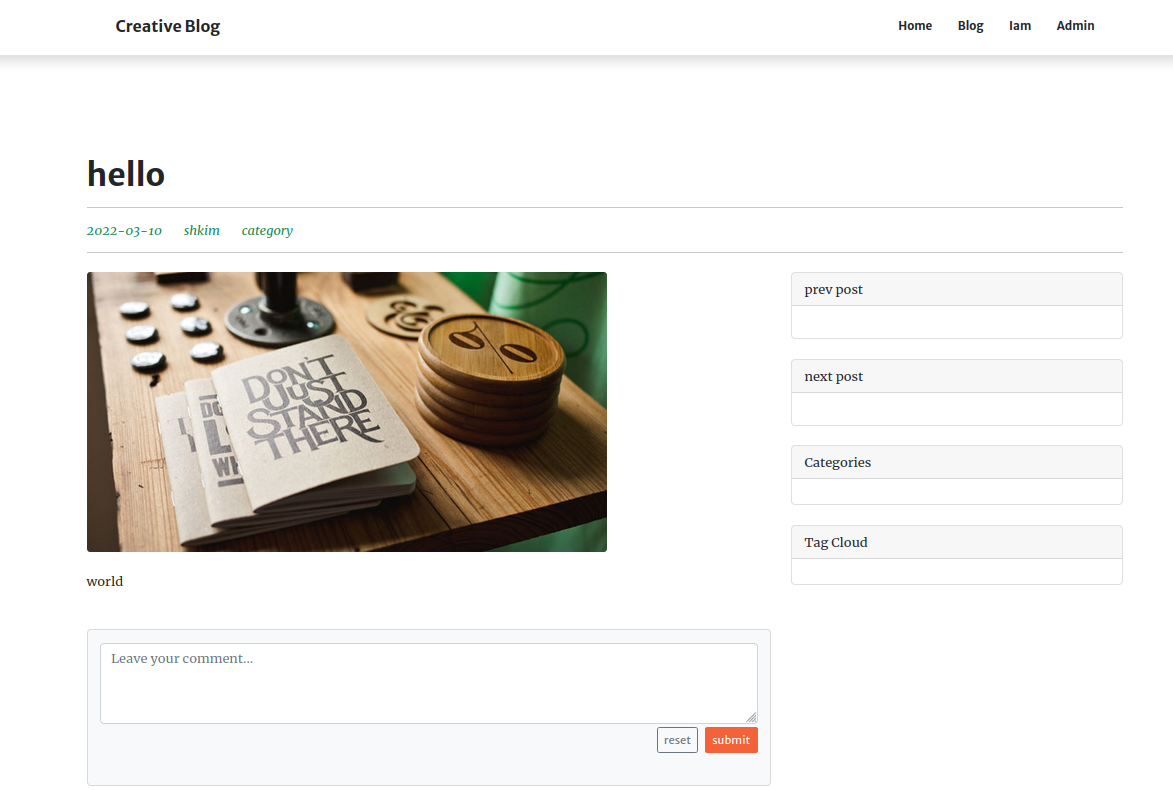 Creative Blog
Home Blog Iam Admin
hello
2022-03-10 shkim category
DON'T
JUST
STAND
THERE
%
&
prev post
next post
Categories
Tag Cloud
world
Leave your comment...
reset submit